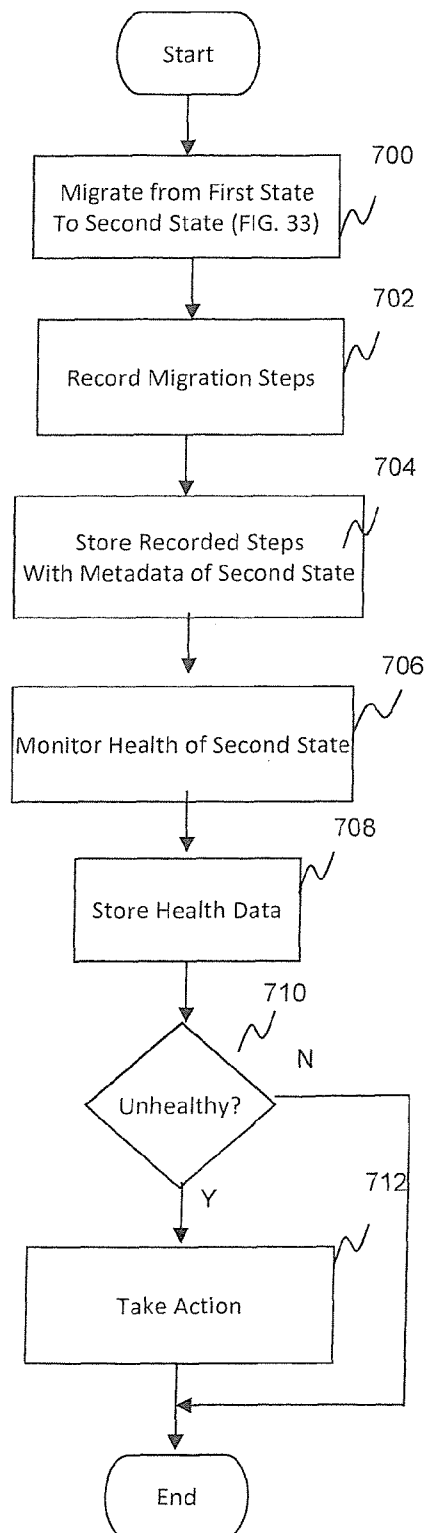 Start
700
Migrate from First State
To Second State (FIG. 33)
702
Record Migration Steps
704
Store Recorded Steps
With Metadata of Second State
706
Monitor Health of Second State
708
Store Health Data
710
N
Unhealthy?
Y
712
Take Action
End